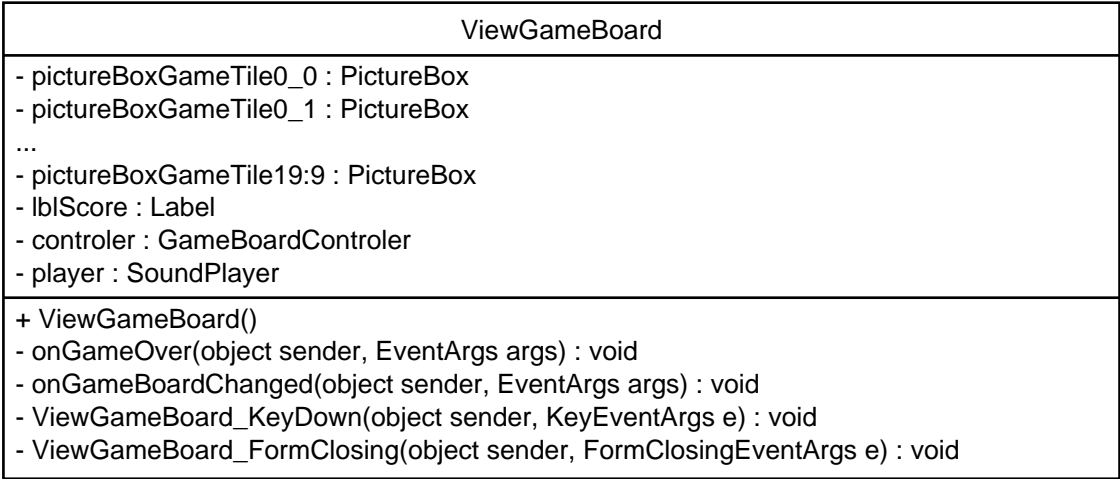 ViewGameBoard
- pictureBoxGameTile0_0 : PictureBox
- pictureBoxGameTile0_1 : PictureBox
...
- pictureBoxGameTile19:9 : PictureBox
- lblScore : Label
- controler : GameBoardControler
- player : SoundPlayer
+ ViewGameBoard()
- onGameOver(object sender, EventArgs args) : void
- onGameBoardChanged(object sender, EventArgs args) : void
- ViewGameBoard_KeyDown(object sender, KeyEventArgs e) : void
- ViewGameBoard_FormClosing(object sender, FormClosingEventArgs e) : void